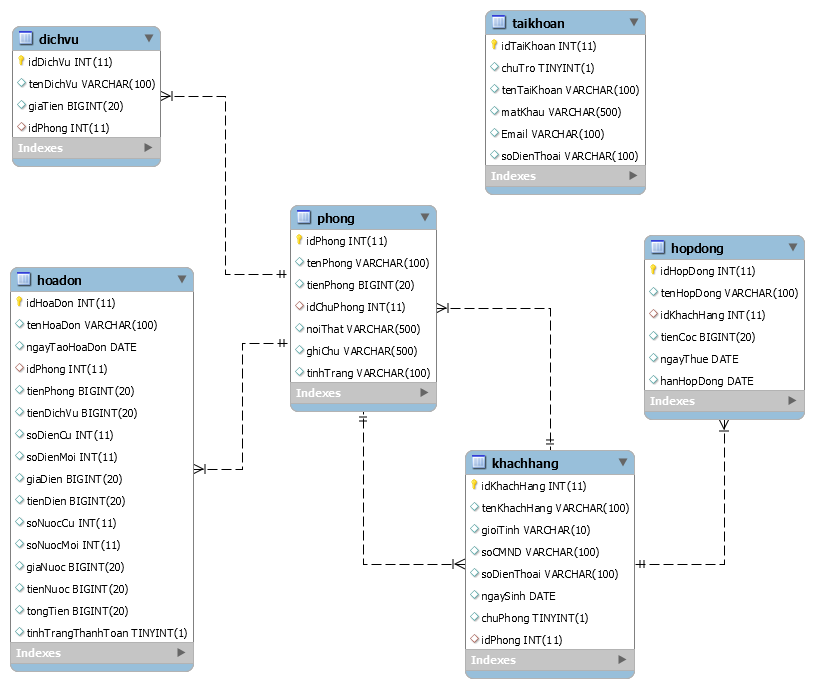 dichvu
idDichVu INT(11)
tenDichVu VARCHAR(100)
giaTien BIGINT(20)
idPhong INT(11)
Indexes
taikhoan
idTaiKhoan INT(11)
chuTro TINYINT(1)
tenTaiKhoan VARCHAR(100)
matKhau VARCHAR(500)
Email VARCHAR(100)
soDienThoai VARCHAR(100)
Indexes
phong
idPhong INT(11)
tenPhong VARCHAR(100)
tienPhong BIGINT(20)
idChuPhong INT(11)
noiThat VARCHAR(500)
ghiChu VARCHAR(500)
tinhTrang VARCHAR(100)
Indexes
hopdong
idHopDong INT(11)
tenHopDong VARCHAR(100)
idKhachHang INT(11)
tienCoc BIGINT(20)
ngayThue DATE
hanHopDong DATE
Indexes
hoadon
idHoaDon INT(11)
tenHoaDon VARCHAR(100)
ngayTaoHoaDon DATE
idPhong INT(11)
tienPhong BIGINT(20)
tienDichVu BIGINT(20)
soDienCu INT(11)
soDienMoi INT(11)
giaDien BIGINT(20)
tienDien BIGINT(20)
soNuocCu INT(11)
soNuocMoi INT(11)
giaNuoc BIGINT(20)
tienNuoc BIGINT(20)
tongTien BIGINT(20)
tinhTrangThanhToan TINYINT(1)
Indexes
khachhang
idKhachHang INT(11)
tenKhachHang VARCHAR(100)
gioiTinh VARCHAR(10)
soCMND VARCHAR(100)
soDienThoai VARCHAR(100)
ngaySinh DATE
chuPhong TINYINT(1)
idPhong INT(11)
Indexes